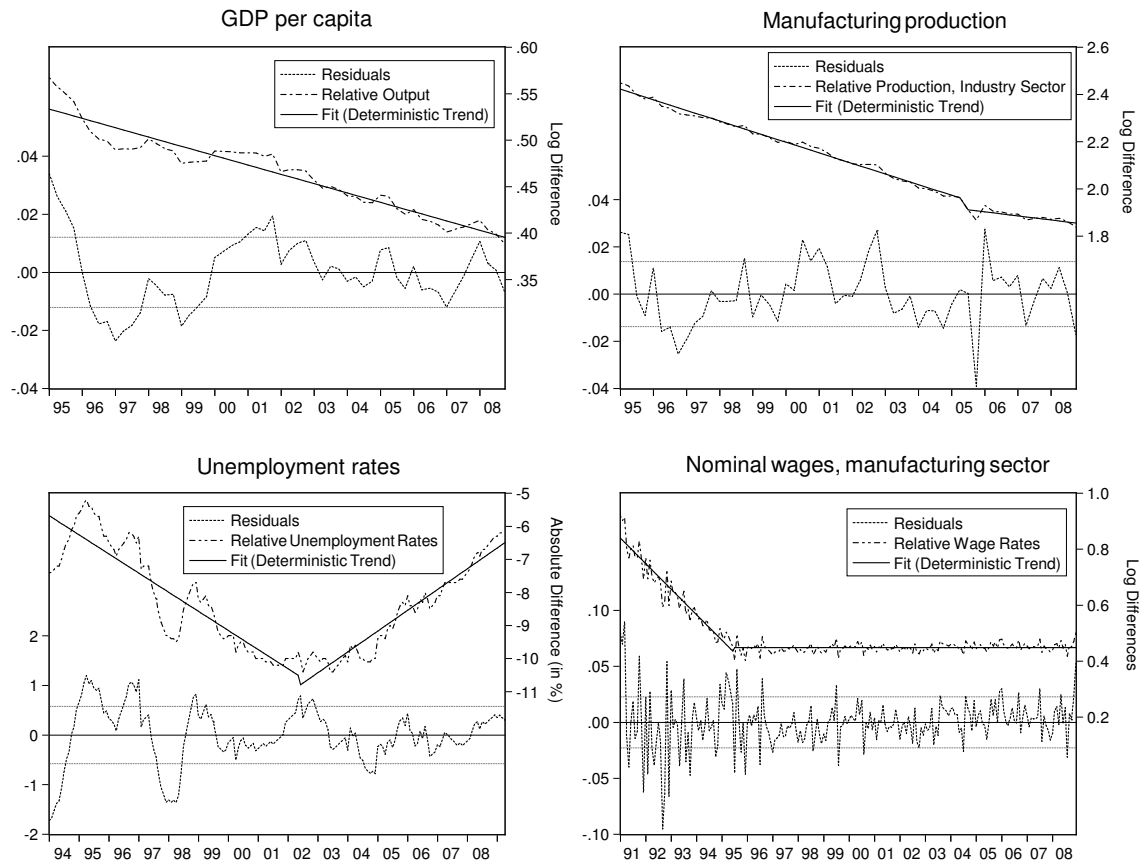 GDP per capita
.60
.55
.50
.45
.40
.35
.04
.02
.00
-.02
-.04
Log Difference
Residuals
Relative Output
Fit (Deterministic Trend)
95 96 97 98 99 00 01 02 03 04 05 06 07 08
Manufacturing production
2.6
2.4
2.2
2.0
1.8
.04
.02
.00
-.02
-.04
Log Difference
Residuals
Relative Production, Industry Sector
Fit (Deterministic Trend)
95 96 97 98 99 00 01 02 03 04 05 06 07 08
Unemployment rates
-5
-6
-7
-8
-9
-10
-11
2
1
0
-1
-2
Absolute Difference (in %)
Residuals
Relative Unemployment Rates
Fit (Deterministic Trend)
94 95 96 97 98 99 00 01 02 03 04 05 06 07 08
Nominal wages, manufacturing sector
1.0
0.8
0.6
0.4
0.2
.10
.05
.00
-.05
-.10
Log Differences
Residuals
Relative Wage Rates
Fit (Deterministic Trend)
91 92 93 94 95 96 97 98 99 00 01 02 03 04 05 06 07 08